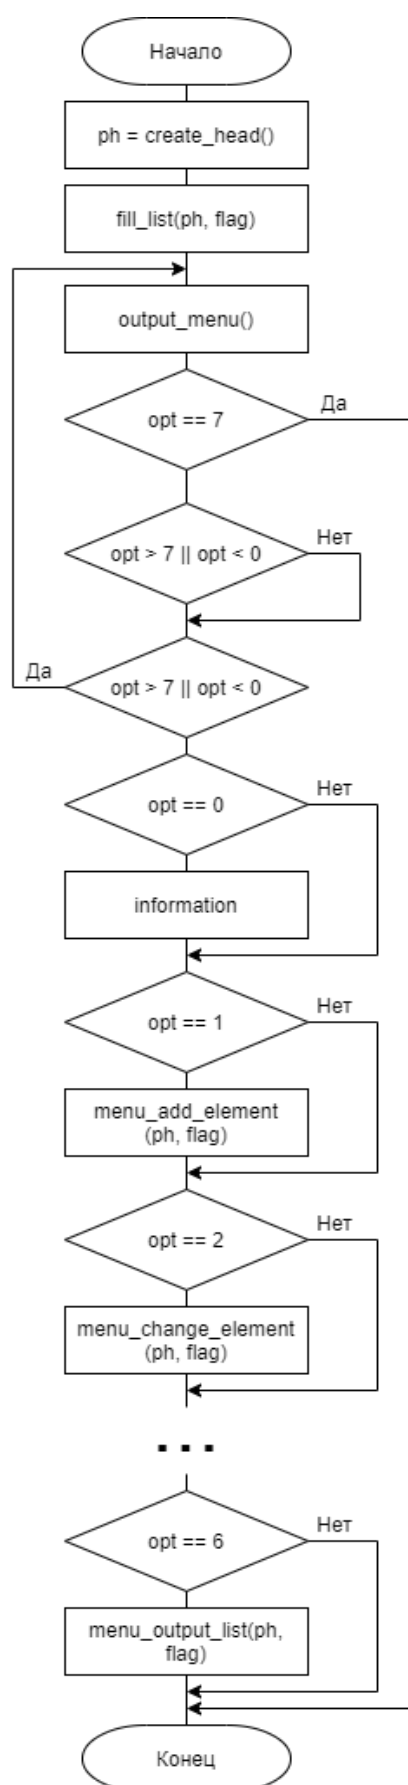 Начало
ph = create_head()
fill_list(ph, flag)
output_menu()
opt == 7
Да
opt > 7 || opt < 0
Нет
opt > 7 || opt < 0
Да
opt == 0
Нет
information
opt == 1
Нет
menu_add_element
(ph, flag)
opt == 2
Нет
menu_change_element
(ph, flag)
...
opt == 6
Нет
menu_output_list(ph,
flag)
Конец